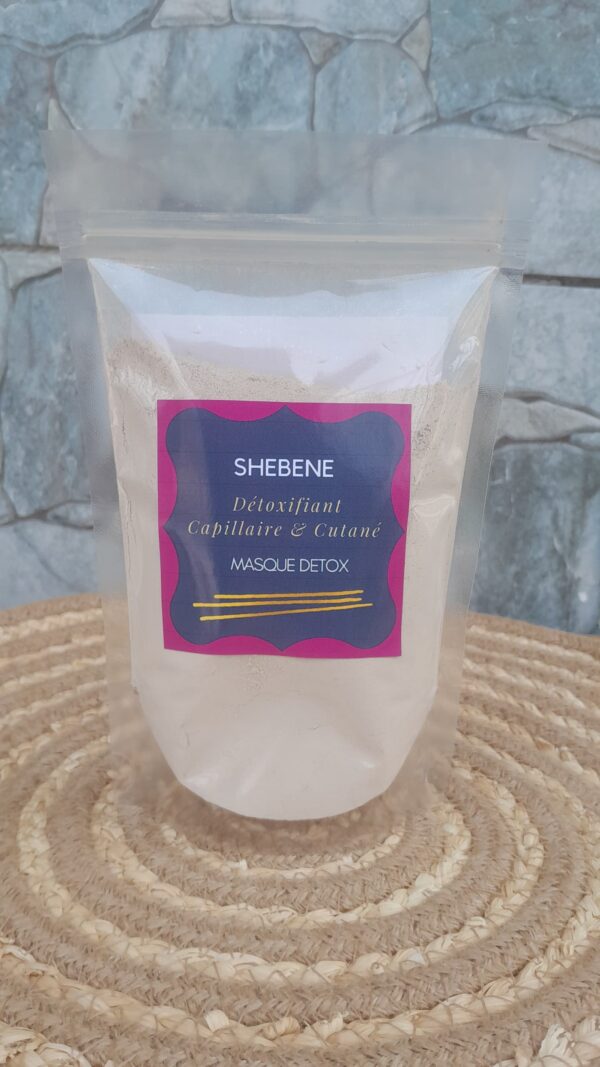 SHEBENE
Détoxifiant
Capillaire & Cutané
MASQUE DETOX